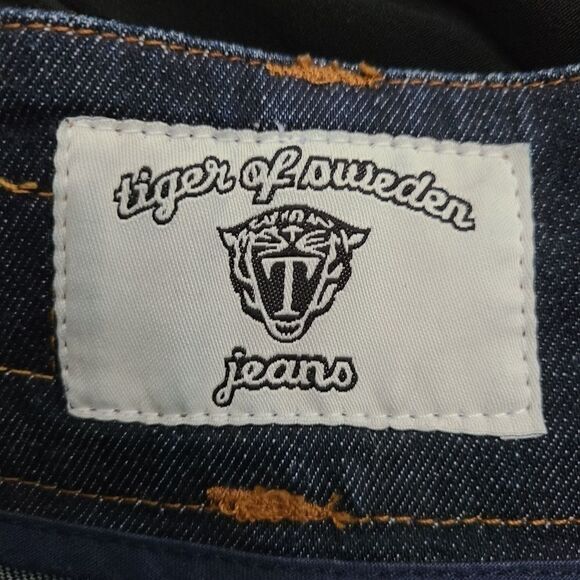 tiger of sweden
T
jeans